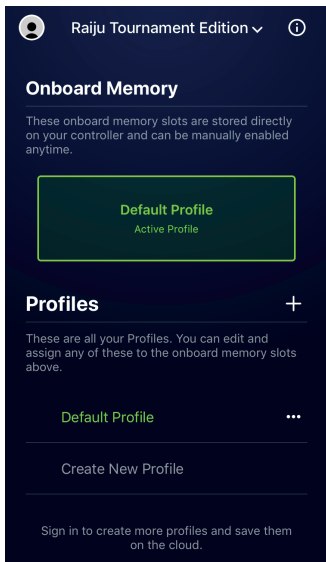 Raiju Tournament Edition
Onboard Memory
These onboard memory slots are stored directly
on your controller and can be manually enabled
anytime.
Default Profile
Active Profile
Profiles
These are all your Profiles. You can edit and
assign any of these to the onboard memory slots
above.
Default Profile
Create New Profile
Sign in to create more profiles and save them
on the cloud.